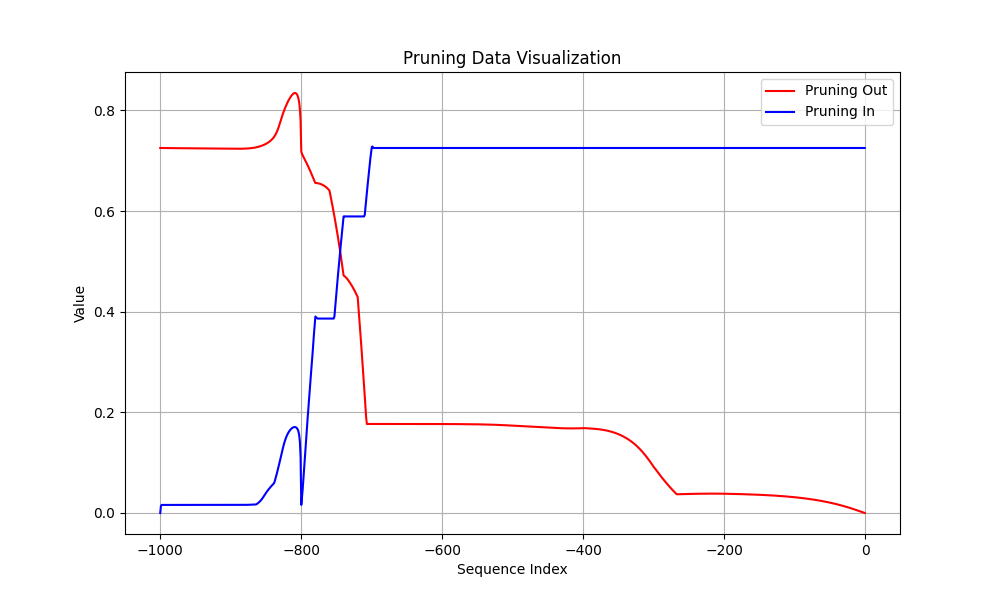 Pruning Data Visualization
Pruning Out
Pruning In
Value
0.8
0.6
0.4
0.2
0.0
−1000 −800 −600 −400 −200 0
Sequence Index